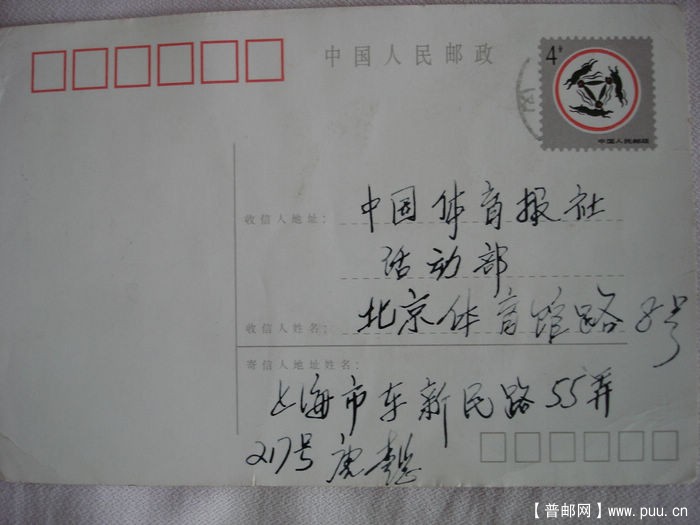 中国人民邮政
4分
中国人民邮政
收信人地址：
中国体育报社
活动部
收信人姓名：
北京体育馆路8号
寄信人地址姓名：
上海市东新民路55弄
217号
【普邮网】www.puu.cn